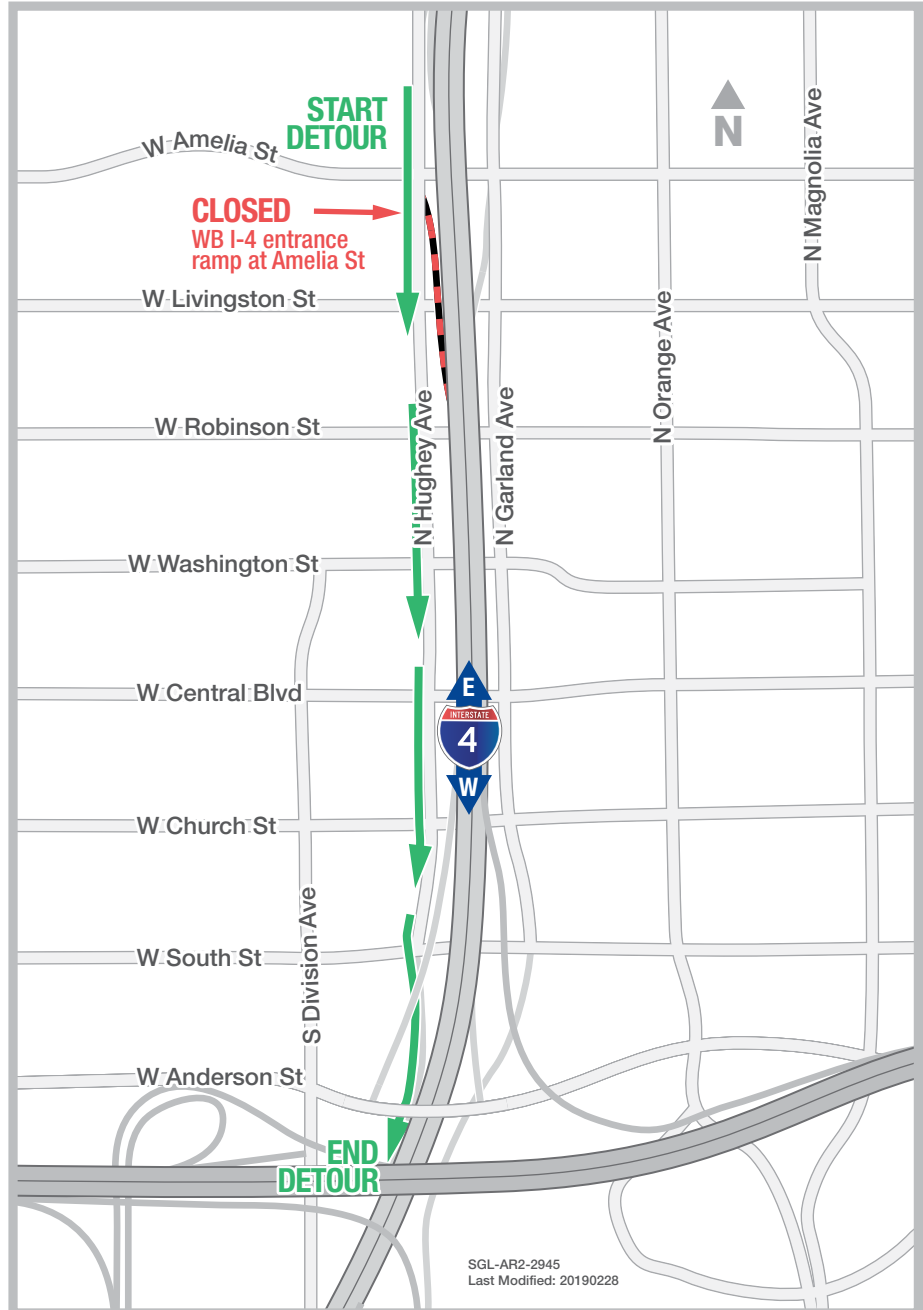 START
DETOUR
N
N Magnolia Ave
W Amelia St
CLOSED
WB I-4 entrance
ramp at Amelia St
W Livingston St
N Orange Ave
W Robinson St
N Hughey Ave
N Garland Ave
W Washington St
W Central Blvd
E
INTERSTATE
4
W
W Church St
S Division Ave
W South St
W Anderson St
END
DETOUR
SGL-AR2-2945
Last Modified: 20190228